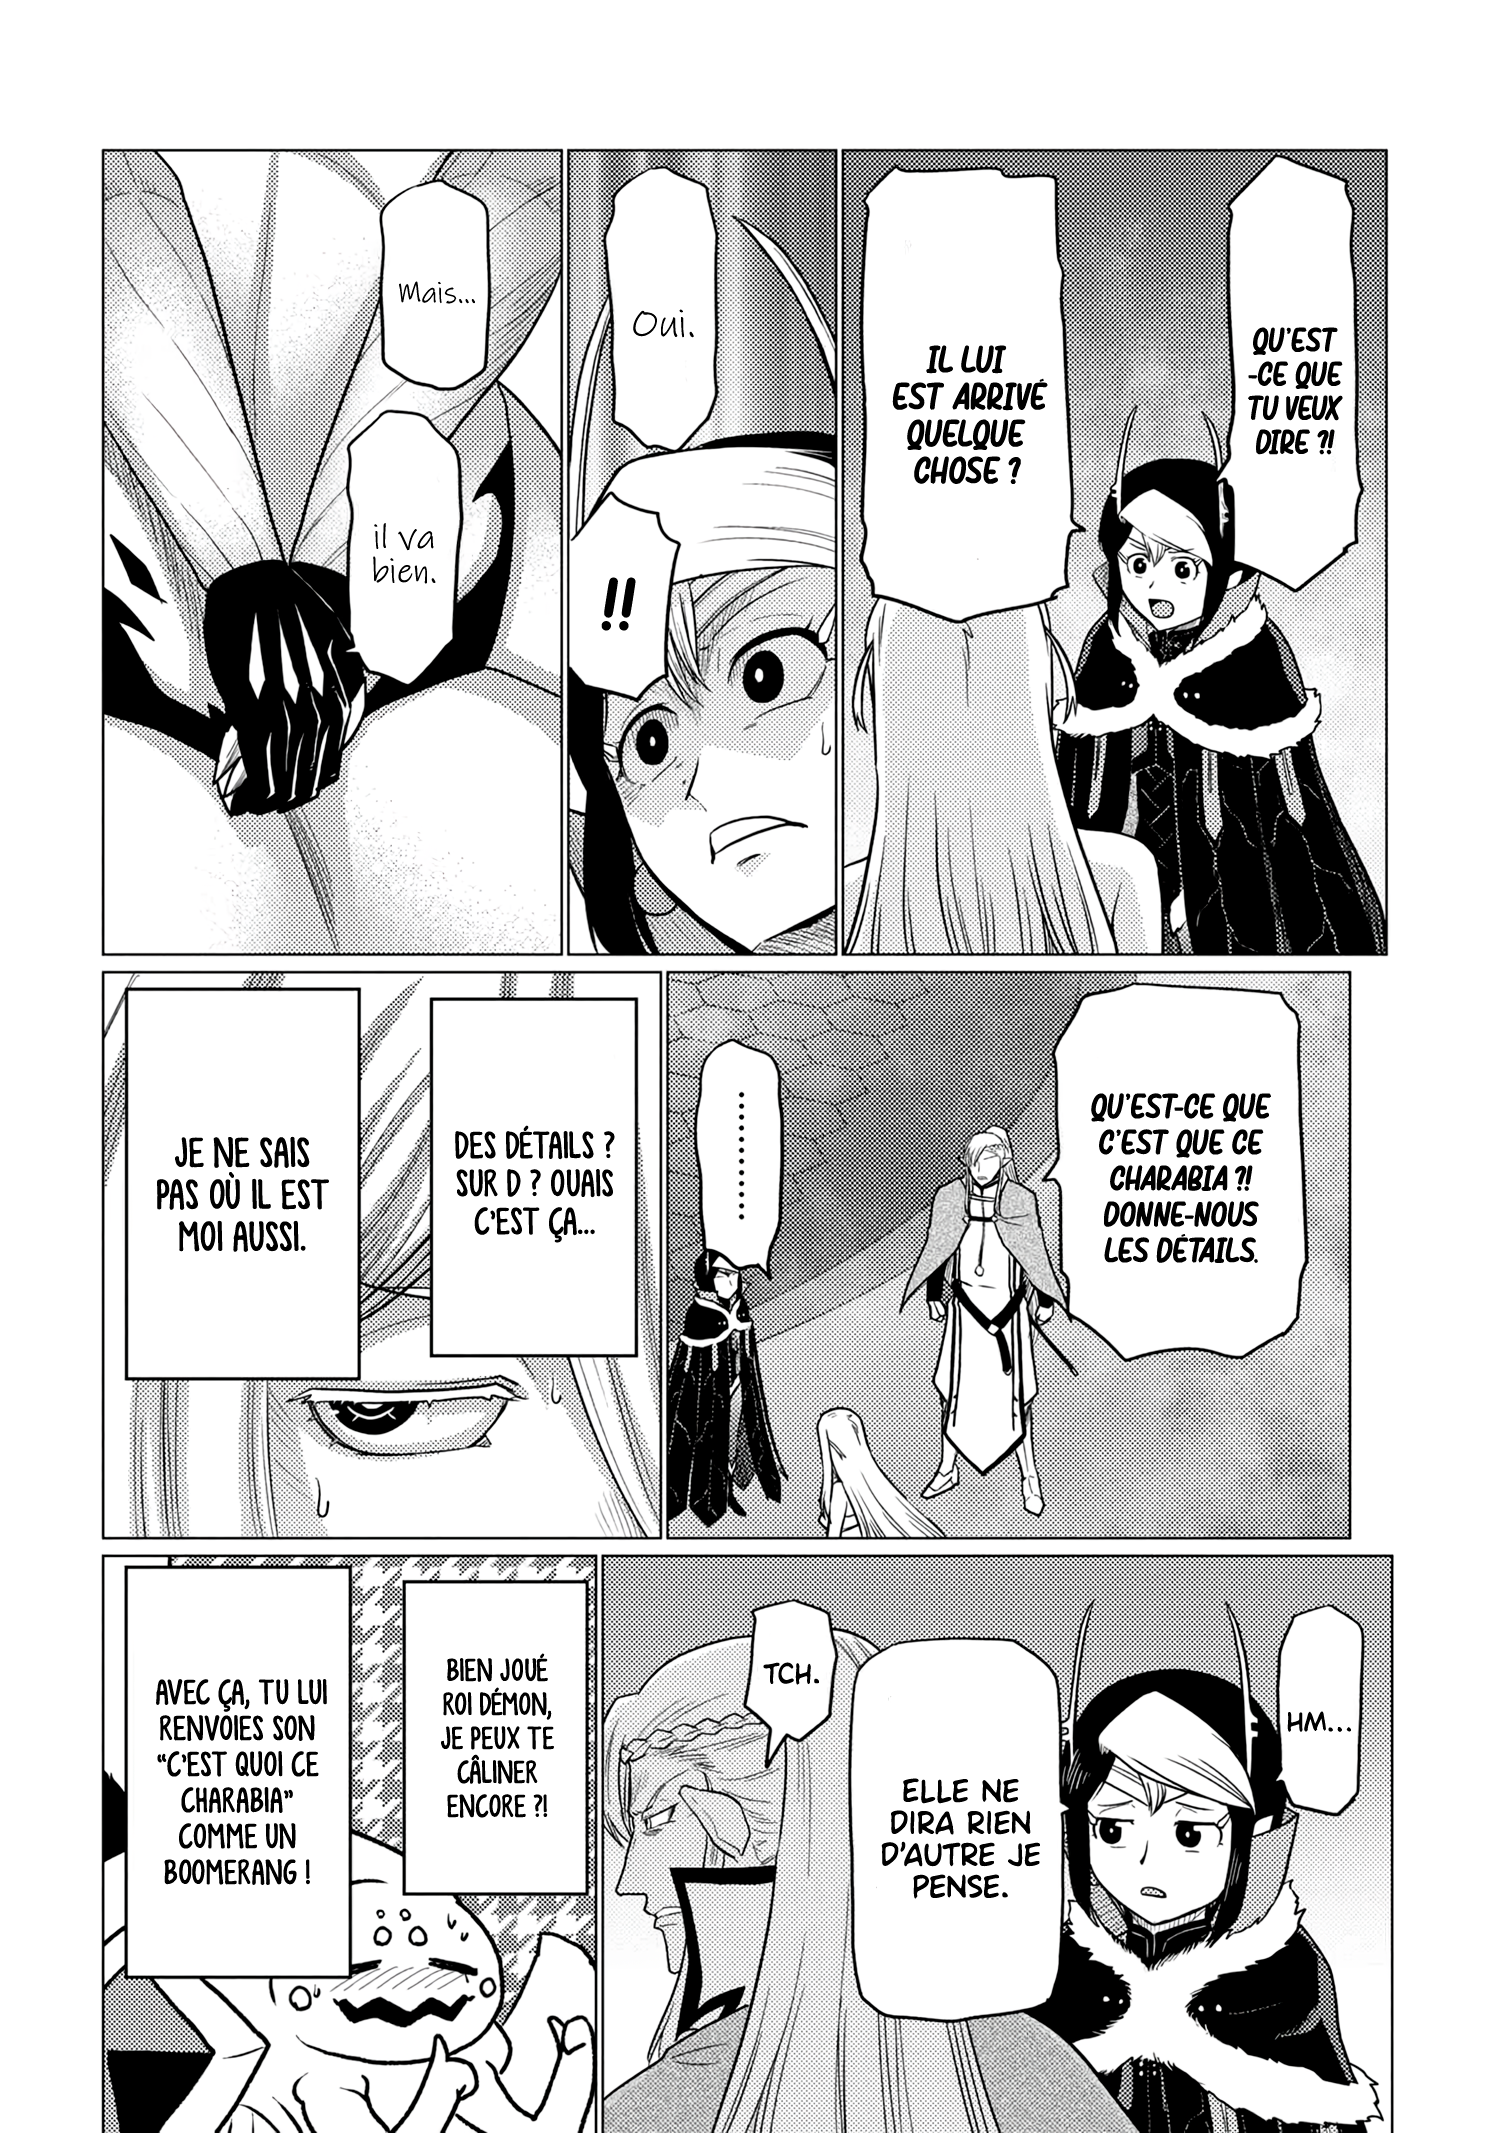 QU'EST
-CE QUE
TU VEUX
DIRE ?!
IL LUI
EST ARRIVÉ
QUELQUE
CHOSE ?
Oui.
!!
Mais...
il va
bien.
QU'EST-CE QUE
C'EST QUE CE
CHARABIA ?!
DONNE-NOUS
LES DÉTAILS.
..........
DES DÉTAILS ?
SUR D ? OUAIS
C'EST ÇA...
JE NE SAIS
PAS OÙ IL EST
MOI AUSSI.
HM...
ELLE NE
DIRA RIEN
D'AUTRE JE
PENSE.
TCH.
BIEN JOUÉ
ROI DÉMON,
JE PEUX TE
CÂLINER
ENCORE ?!
AVEC ÇA, TU LUI
RENVOIES SON
"C'EST QUOI CE
CHARABIA"
COMME UN
BOOMERANG !